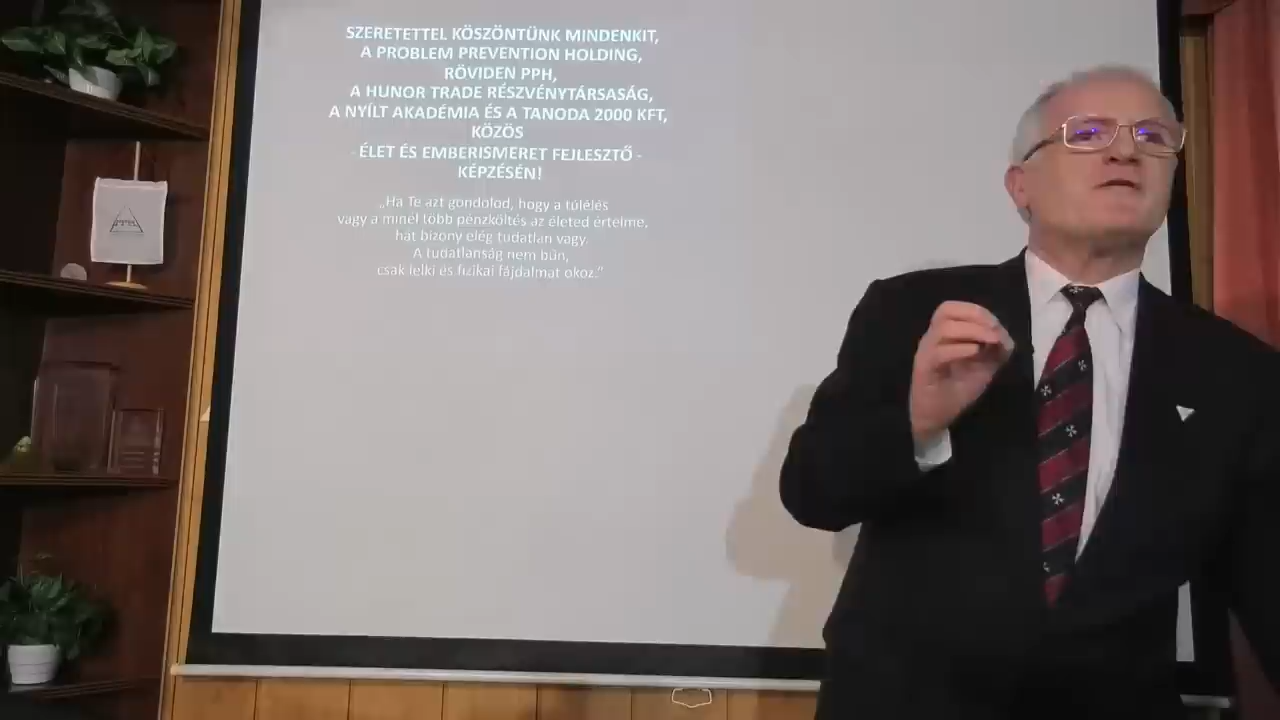 SZERETETTEL KÖSZÖNTÜNK MINDENKIT,
A PROBLEM PREVENTION HOLDING,
RÖVIDEN PPH,
A HUNOR TRADE RÉSZVÉNYTÁRSASÁG,
A NYÍLT AKADÉMIA ÉS A TANODA 2000 KFT,
KÖZÖS
- ÉLET ÉS EMBERISMERET FEJLESZTŐ -
KÉPZÉSÉN!
„Ha Te azt gondolod, hogy a túlélés
vagy a minél több pénzköltés az életed értelme,
hát bizony elég tudatlan vagy.
A tudatlanság nem bűn,
csak lelki és fizikai fájdalmat okoz."